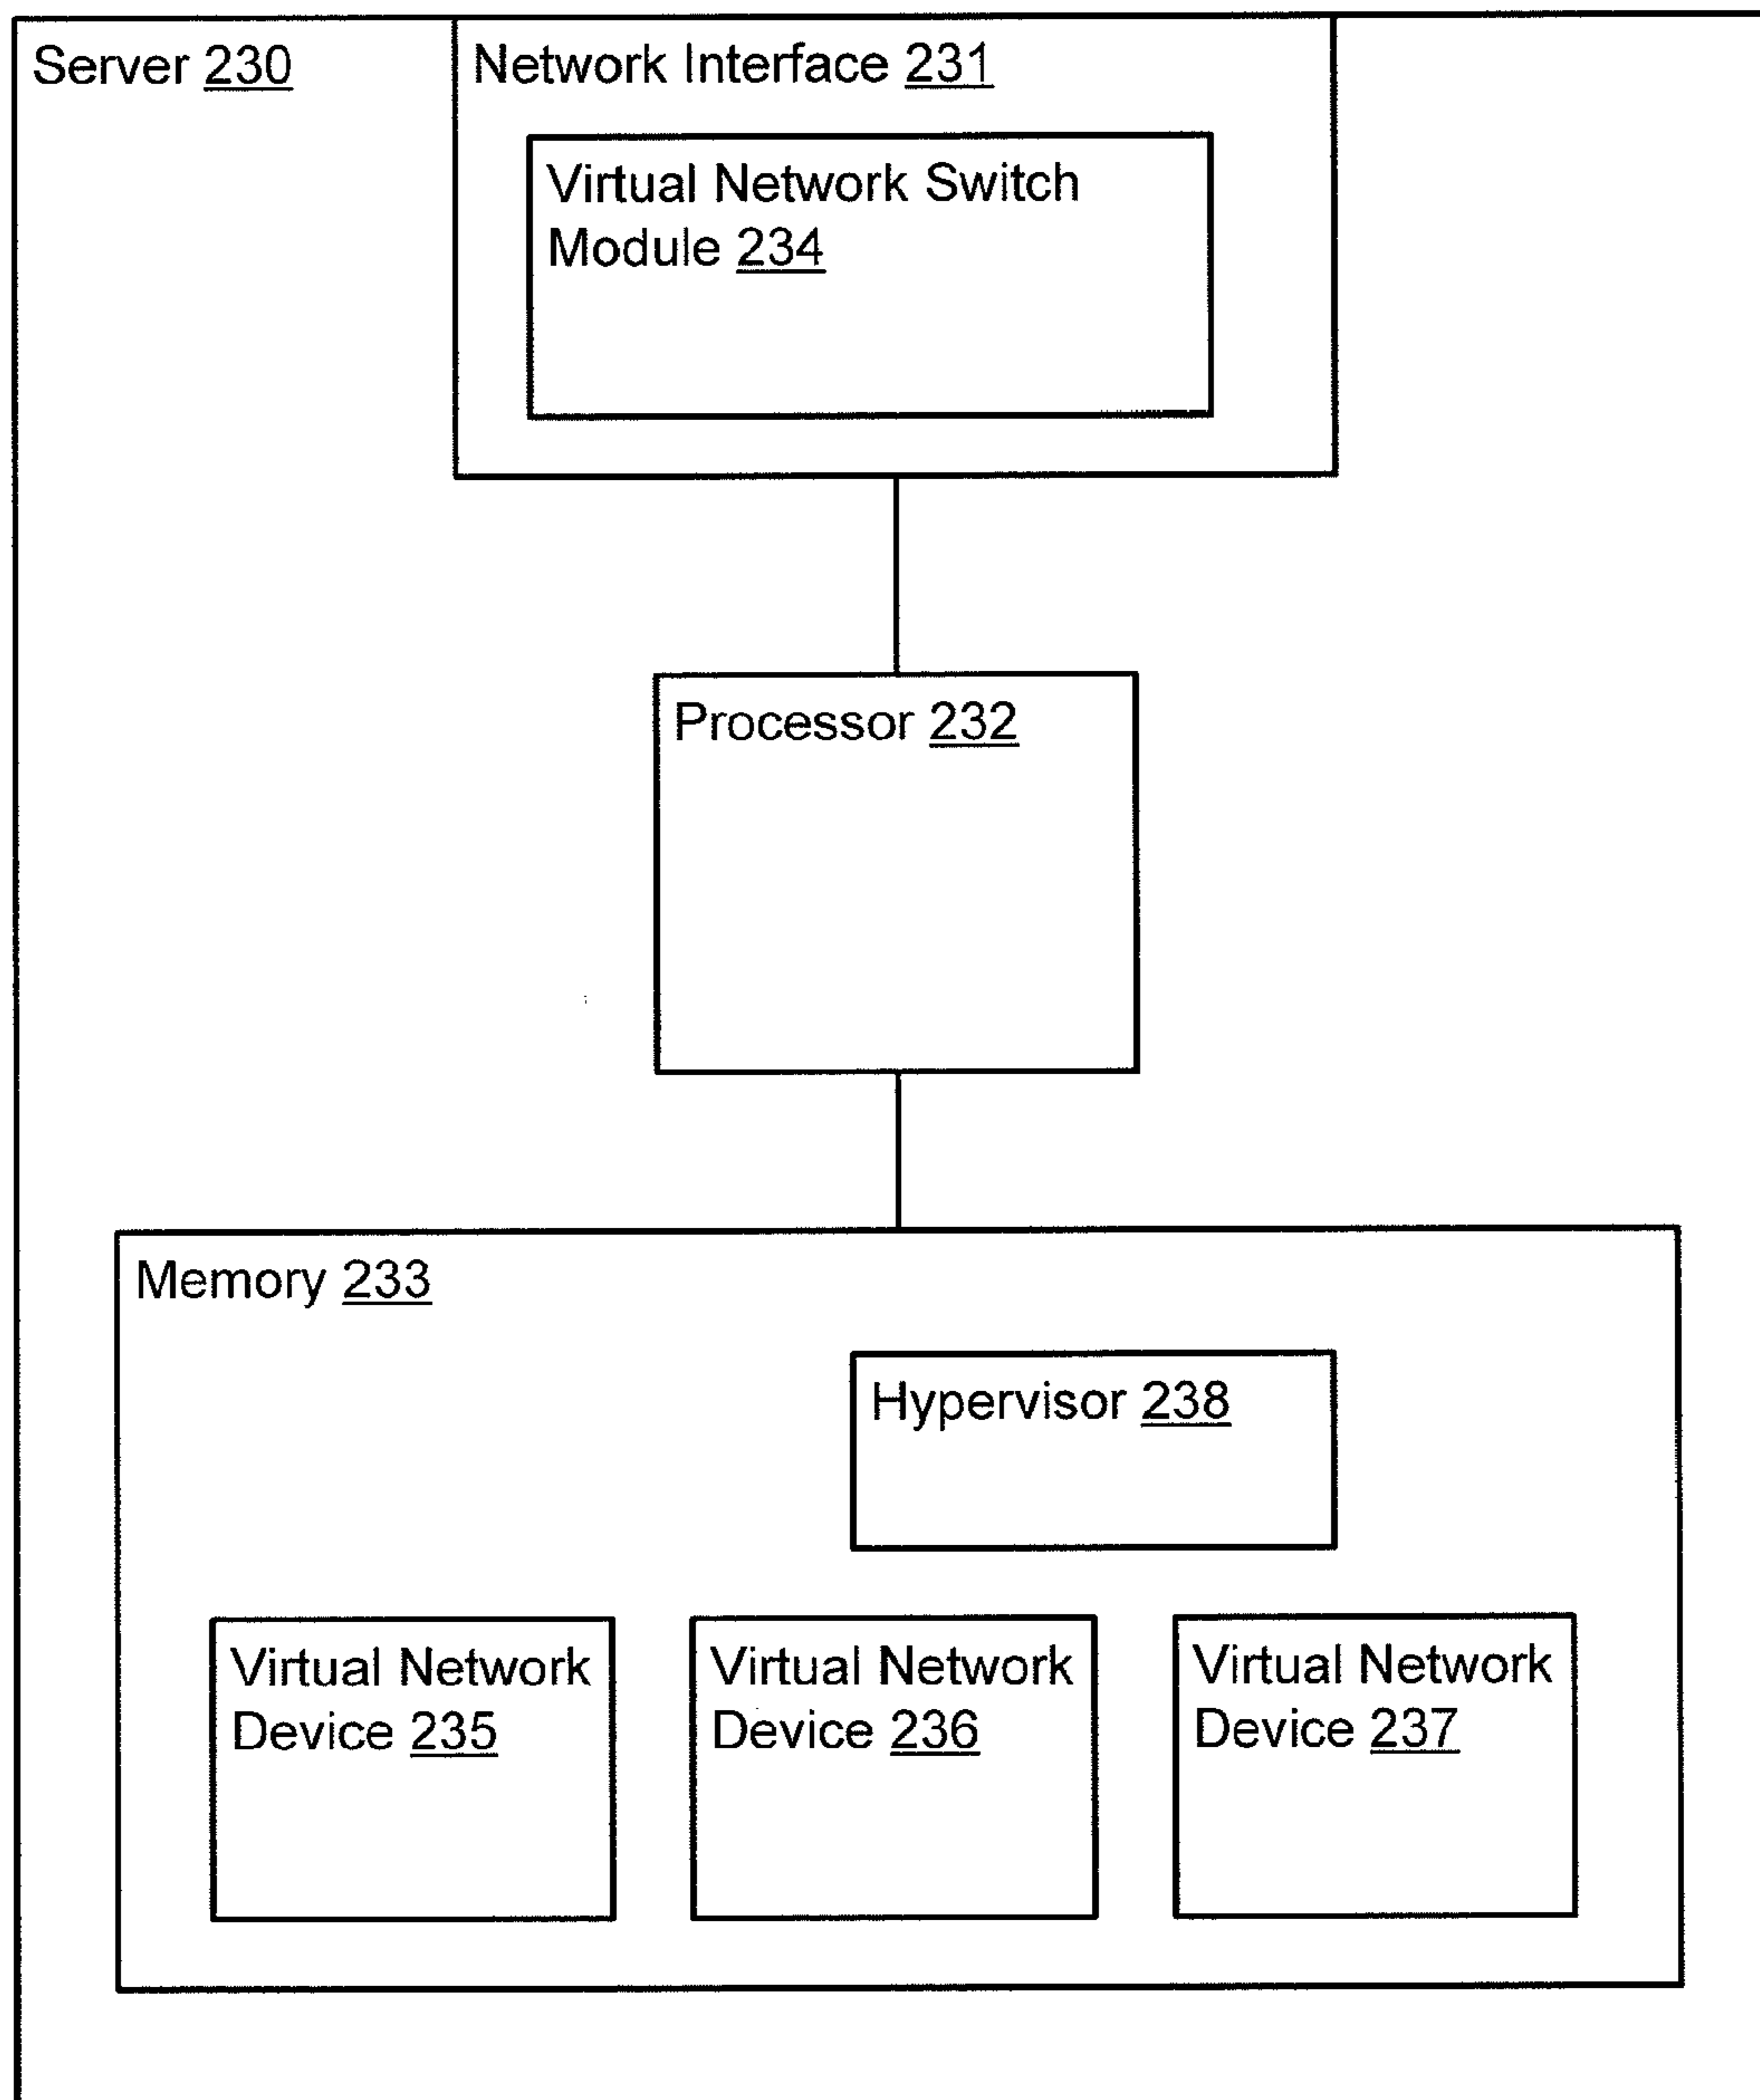 Server 230
Network Interface 231
Virtual Network Switch
Module 234
Processor 232
Memory 233
Hypervisor 238
Virtual Network
Device 235
Virtual Network
Device 236
Virtual Network
Device 237